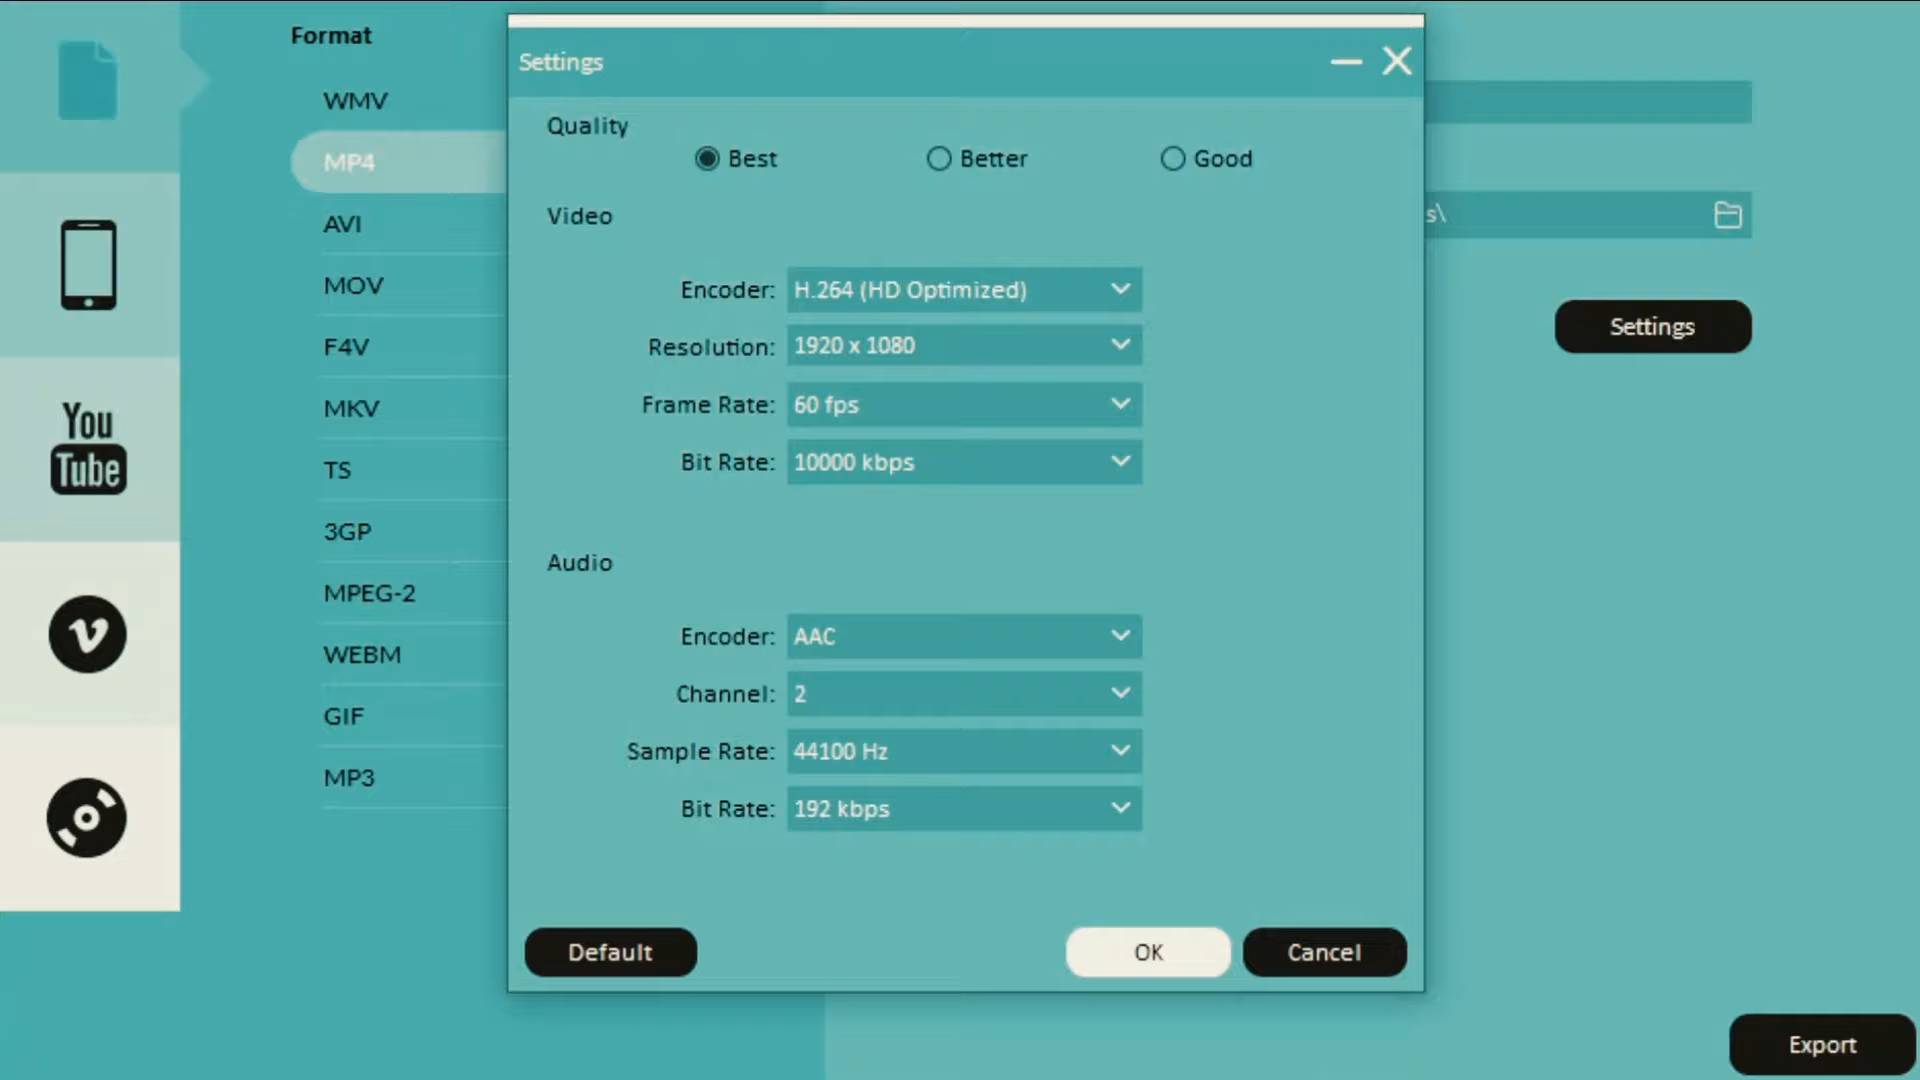 Format
WMV
MP4
AVI
MOV
F4V
MKV
TS
3GP
MPEG-2
WEBM
GIF
MP3
You
Tube
Settings
Quality
Best
Better
Good
Video
Encoder: H.264 (HD Optimized)
Resolution: 1920 x 1080
Frame Rate: 60 fps
Bit Rate: 10000 kbps
Audio
Encoder: AAC
Channel: 2
Sample Rate: 44100 Hz
Bit Rate: 192 kbps
Default
OK
Cancel
s\
Settings
Export